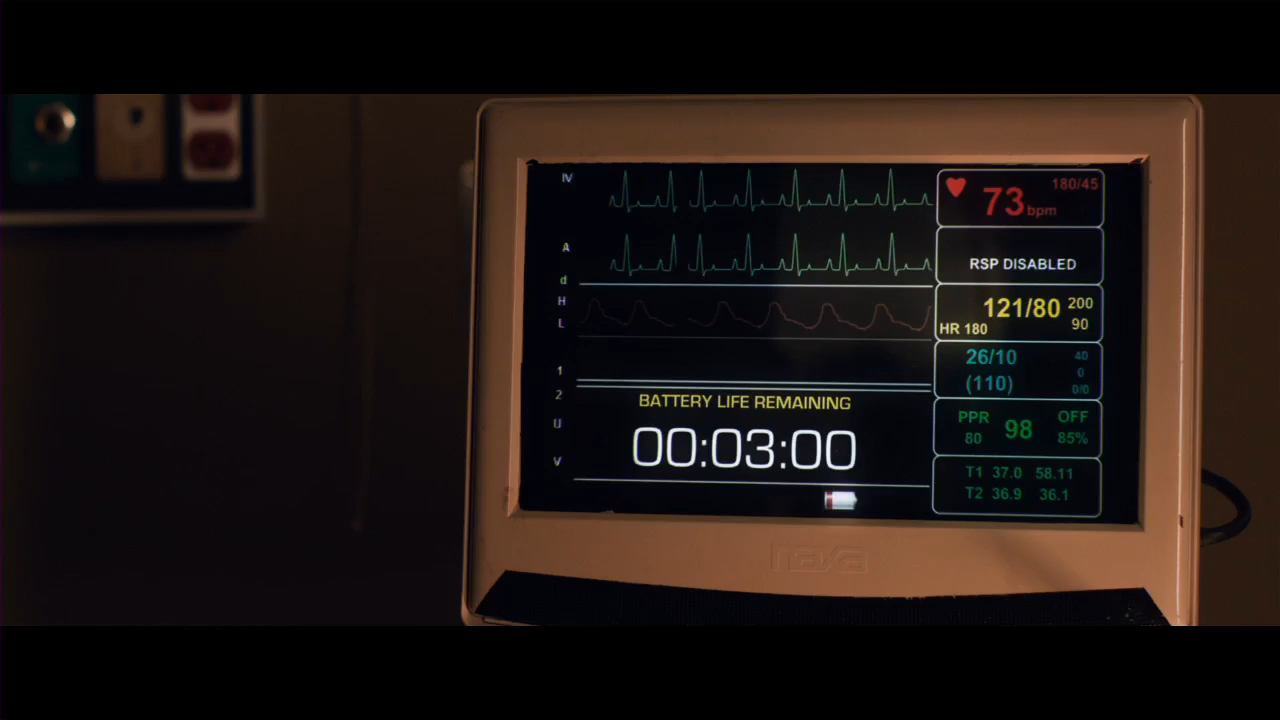 IV
A
d
H
L
1
2
U
V
BATTERY LIFE REMAINING
00:03:00
73 bpm 180/45
RSP DISABLED
121/80 200
HR 180 90
26/10 40
0
(110) 0/0
PPR 98 OFF
80 85%
T1 37.0 58.11
T2 36.9 36.1